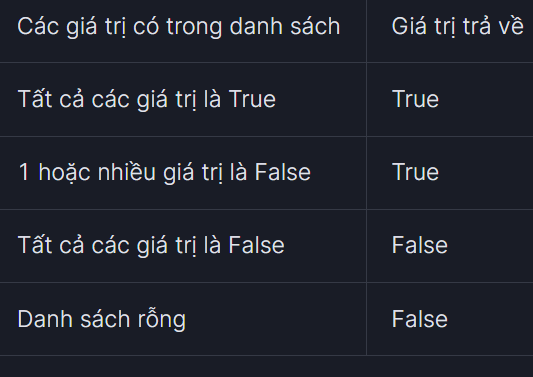 Các giá trị có trong danh sách Giá trị trả về
Tất cả các giá trị là True True
1 hoặc nhiều giá trị là False True
Tất cả các giá trị là False False
Danh sách rỗng False